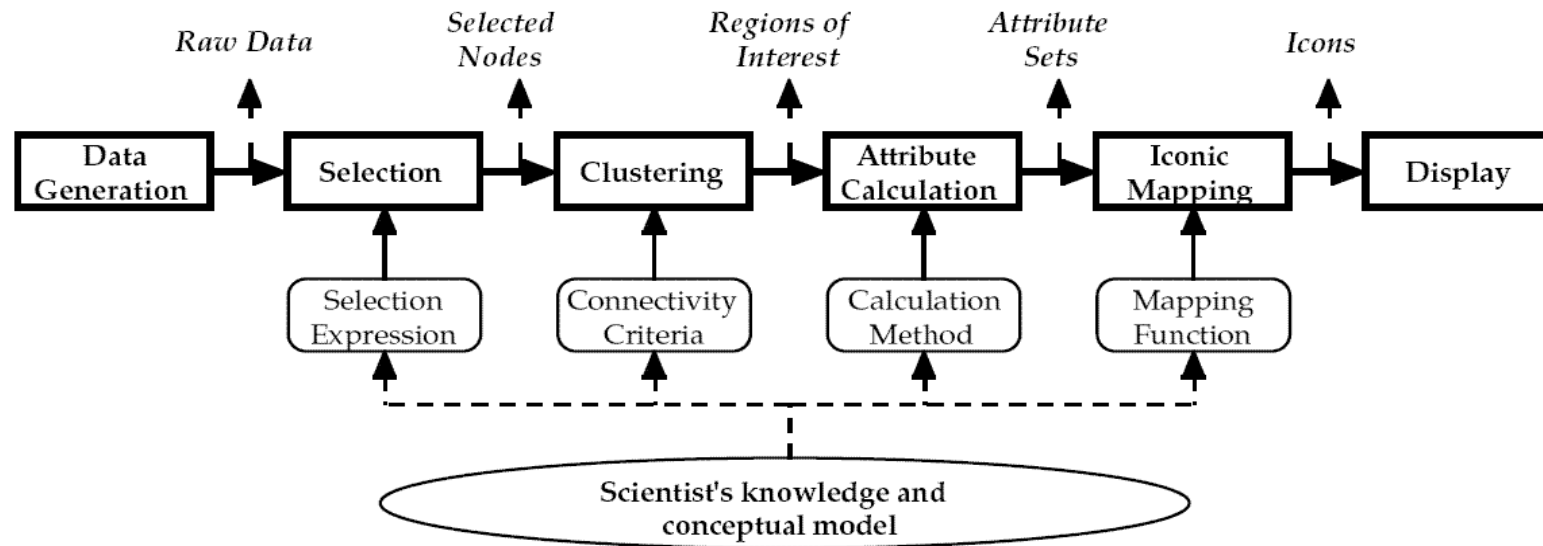 Raw Data
Selected
Nodes
Regions of
Interest
Attribute
Sets
Icons
Data
Generation
Selection
Clustering
Attribute
Calculation
Iconic
Mapping
Display
Selection
Expression
Connectivity
Criteria
Calculation
Method
Mapping
Function
Scientist's knowledge and
conceptual model